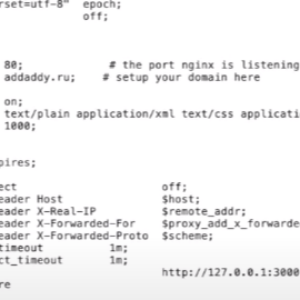 rset=utf-8"  epoch;
off;
80;             # the port nginx is listening
addaddy.ru;    # setup your domain here
on;
text/plain application/xml text/css applicati
1000;
pires;
ect                    off;
eader Host             $host;
eader X-Real-IP        $remote_addr;
eader X-Forwarded-For    $proxy_add_x_forwarde
eader X-Forwarded-Proto  $scheme;
timeout          1m;
ct_timeout       1m;
http://127.0.0.1:3000
re